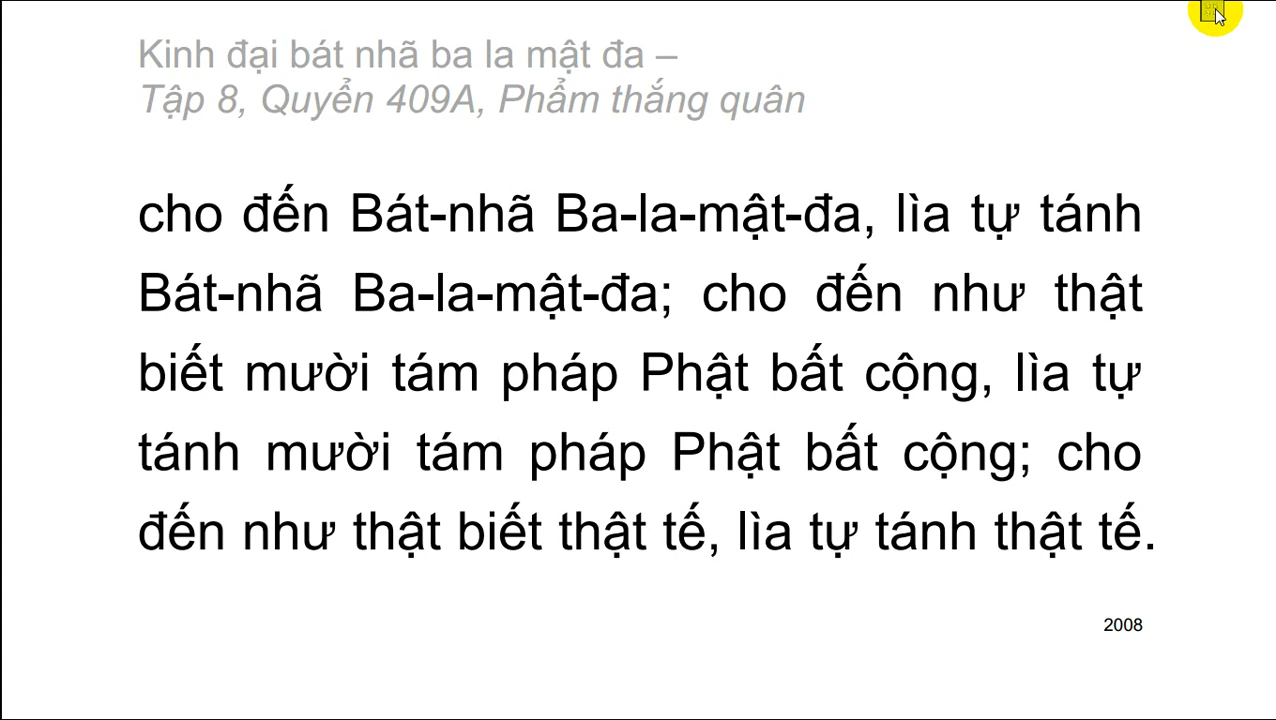 Kinh đại bát nhã ba la mật đa –
Tập 8, Quyển 409A, Phẩm thắng quân
cho đến Bát-nhã Ba-la-mật-đa, lìa tự tánh
Bát-nhã Ba-la-mật-đa; cho đến như thật
biết mười tám pháp Phật bất cộng, lìa tự
tánh mười tám pháp Phật bất cộng; cho
đến như thật biết thật tế, lìa tự tánh thật tế.
2008